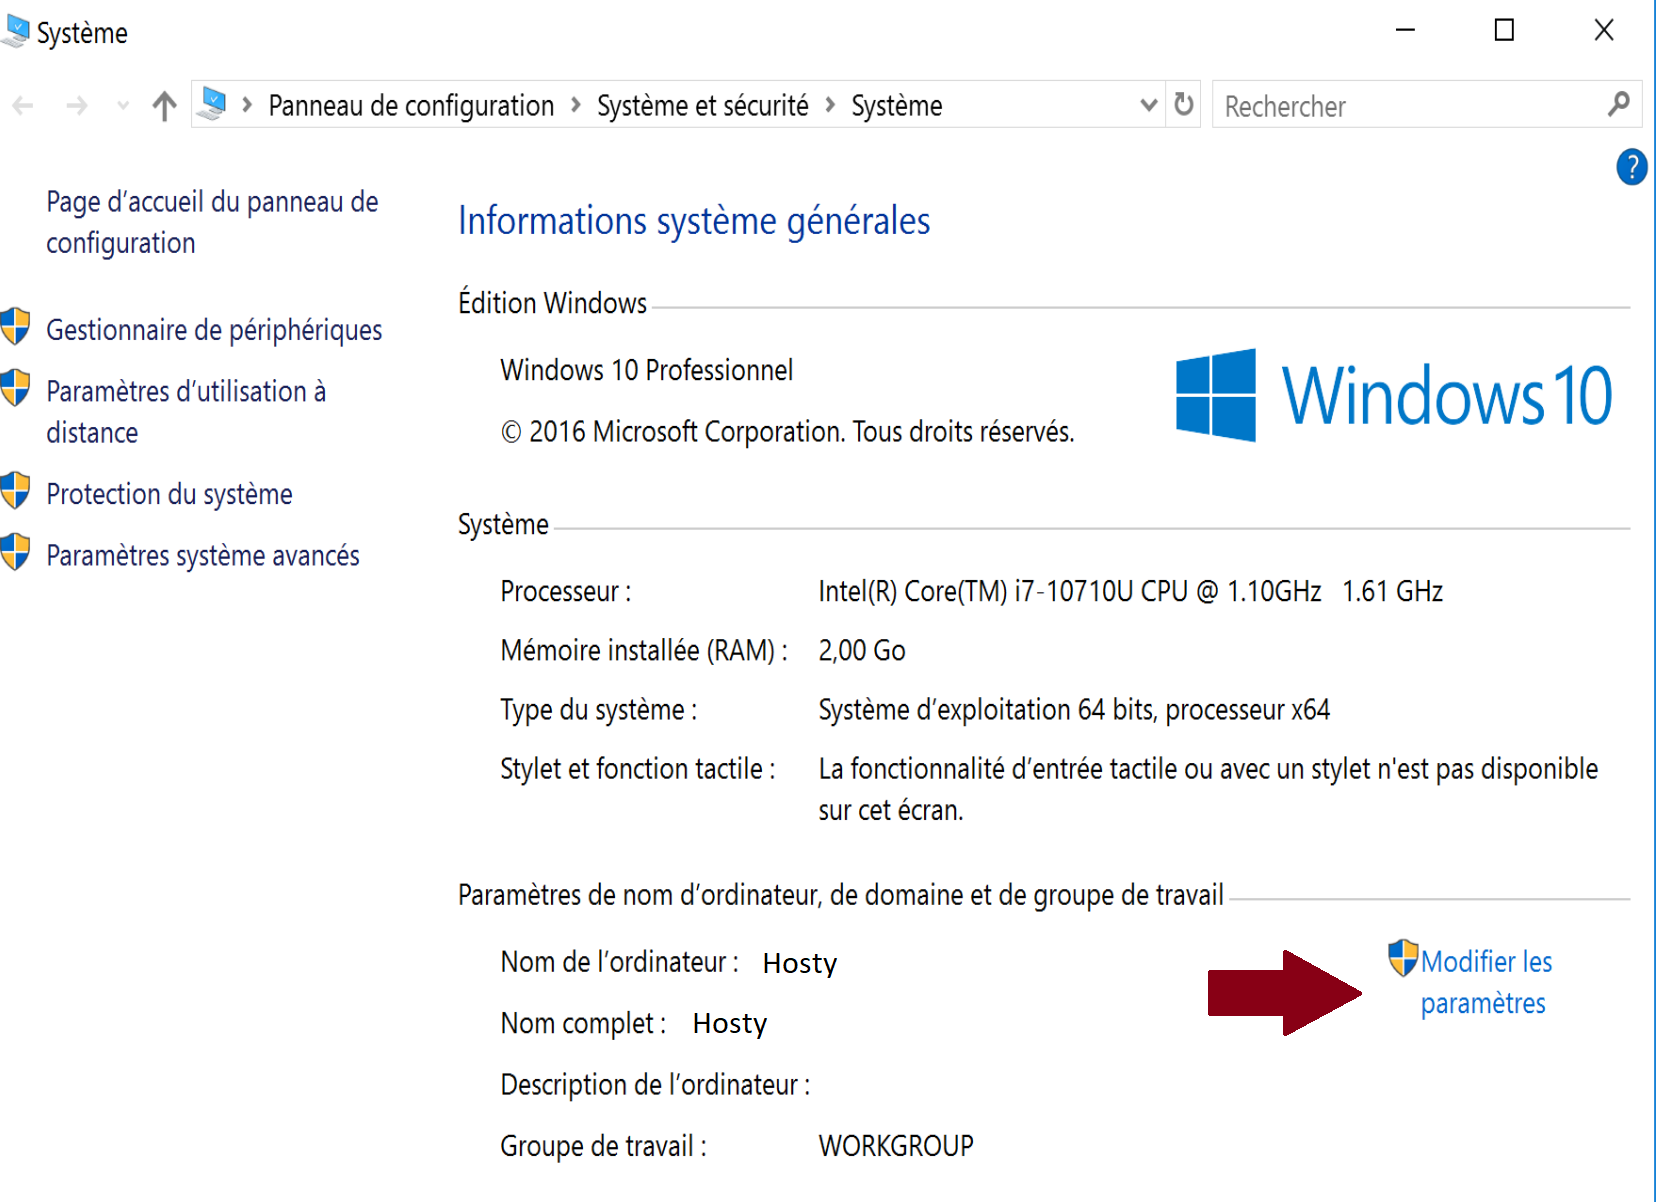 Système
Panneau de configuration > Système et sécurité > Système
Rechercher
?
Page d’accueil du panneau de
configuration
Gestionnaire de périphériques
Paramètres d’utilisation à
distance
Protection du système
Paramètres système avancés
Informations système générales
Édition Windows
Windows 10 Professionnel
© 2016 Microsoft Corporation. Tous droits réservés.
Windows 10
Système
Processeur : Intel(R) Core(TM) i7-10710U CPU @ 1.10GHz 1.61 GHz
Mémoire installée (RAM) : 2,00 Go
Type du système : Système d’exploitation 64 bits, processeur x64
Stylet et fonction tactile : La fonctionnalité d’entrée tactile ou avec un stylet n'est pas disponible
sur cet écran.
Paramètres de nom d’ordinateur, de domaine et de groupe de travail
Nom de l’ordinateur : Hosty
Modifier les
paramètres
Nom complet : Hosty
Description de l’ordinateur :
Groupe de travail : WORKGROUP